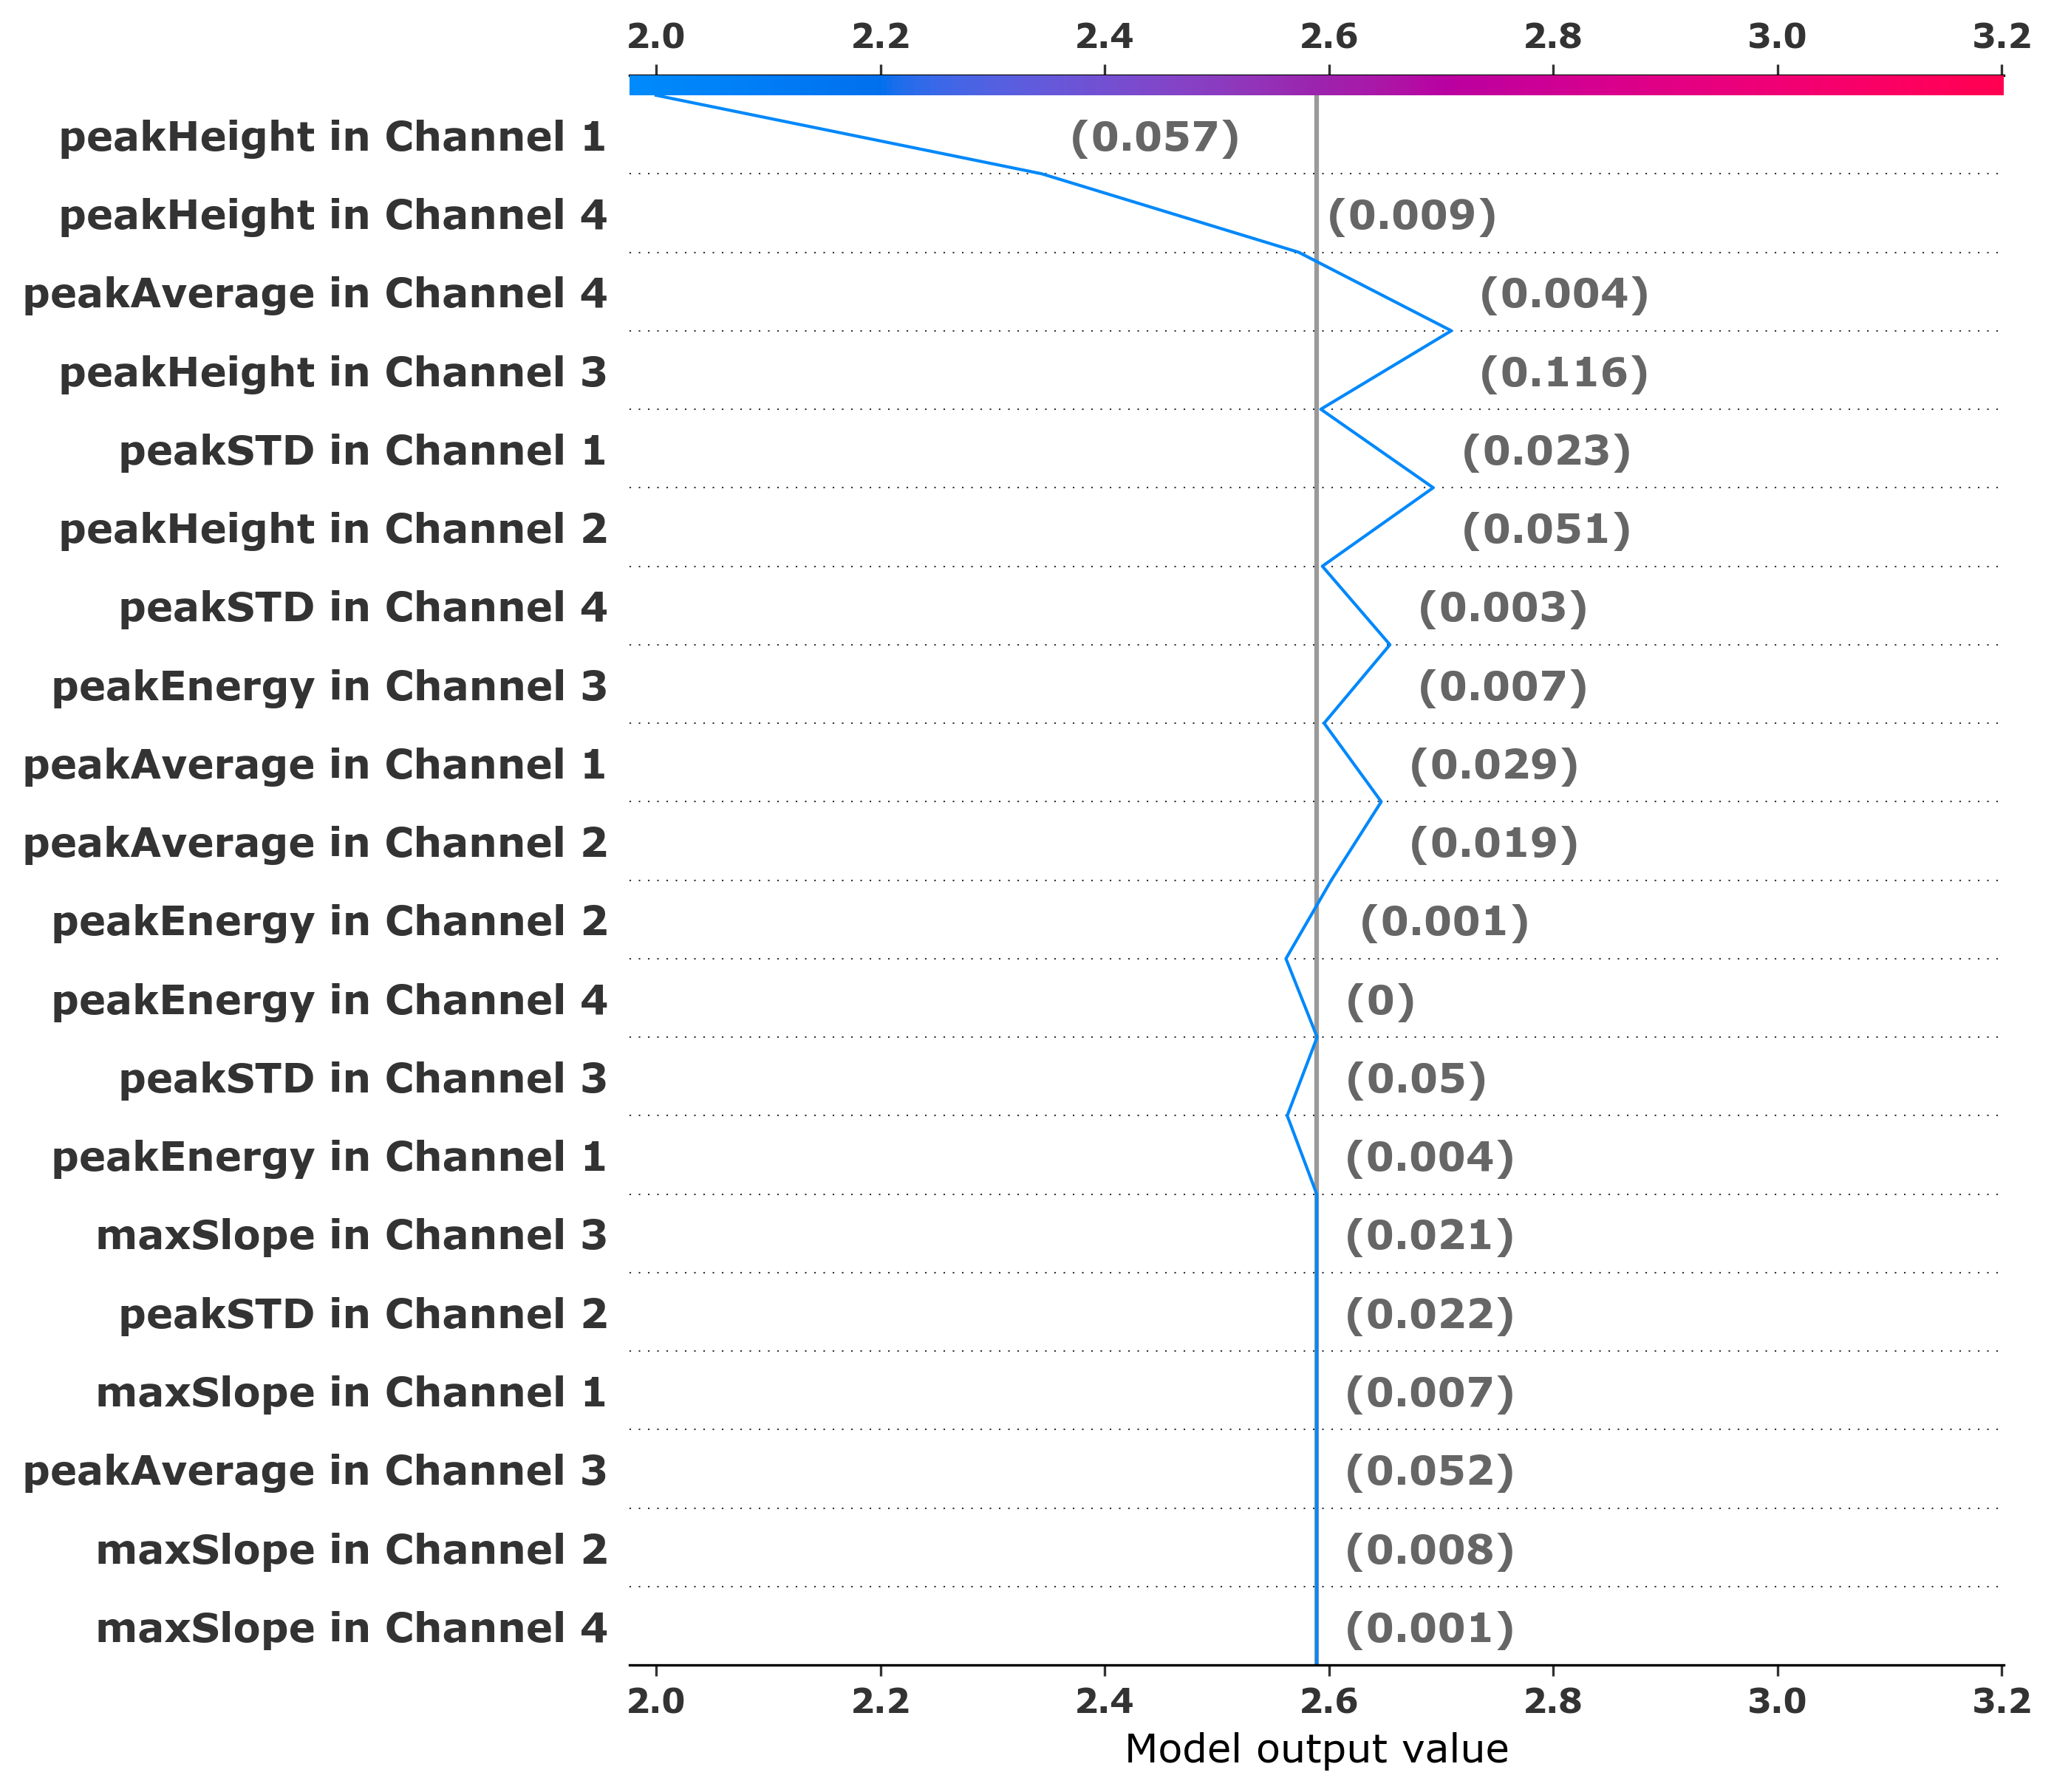 2.0 2.2 2.4 2.6 2.8 3.0 3.2
peakHeight in Channel 1 (0.057)
peakHeight in Channel 4 (0.009)
peakAverage in Channel 4 (0.004)
peakHeight in Channel 3 (0.116)
peakSTD in Channel 1 (0.023)
peakHeight in Channel 2 (0.051)
peakSTD in Channel 4 (0.003)
peakEnergy in Channel 3 (0.007)
peakAverage in Channel 1 (0.029)
peakAverage in Channel 2 (0.019)
peakEnergy in Channel 2 (0.001)
peakEnergy in Channel 4 (0)
peakSTD in Channel 3 (0.05)
peakEnergy in Channel 1 (0.004)
maxSlope in Channel 3 (0.021)
peakSTD in Channel 2 (0.022)
maxSlope in Channel 1 (0.007)
peakAverage in Channel 3 (0.052)
maxSlope in Channel 2 (0.008)
maxSlope in Channel 4 (0.001)
2.0 2.2 2.4 2.6 2.8 3.0 3.2
Model output value